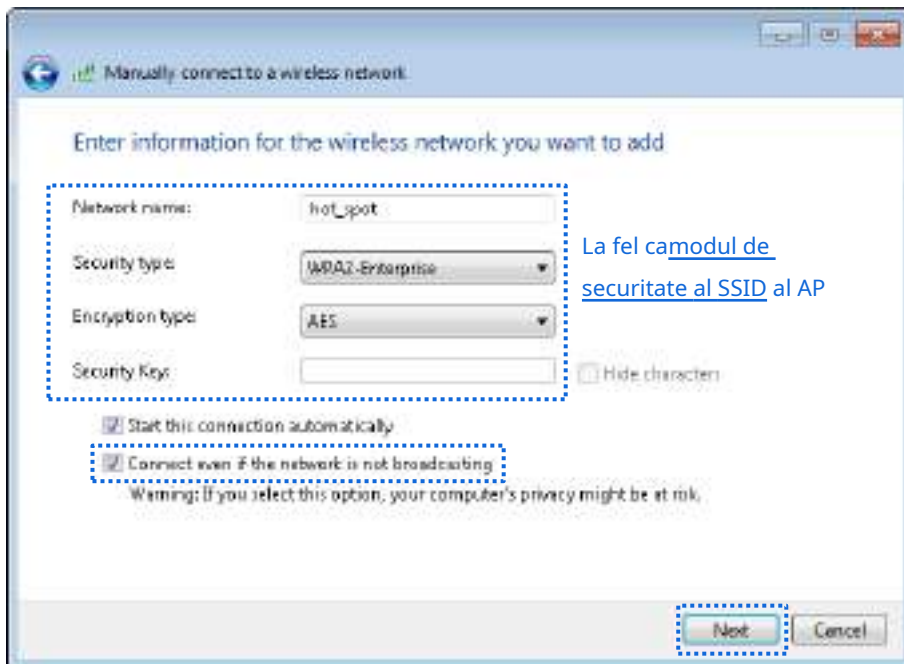 Manually connect to a wireless network
Enter information for the wireless network you want to add
Network name: hot_spot
Security type: WPA2-Enterprise
Encryption type: AES
Security Key: Hide characters
La fel camodul de
securitate al SSID al AP
Start this connection automatically
Connect even if the network is not broadcasting
Warning: If you select this option, your computer's privacy might be at risk.
Next Cancel